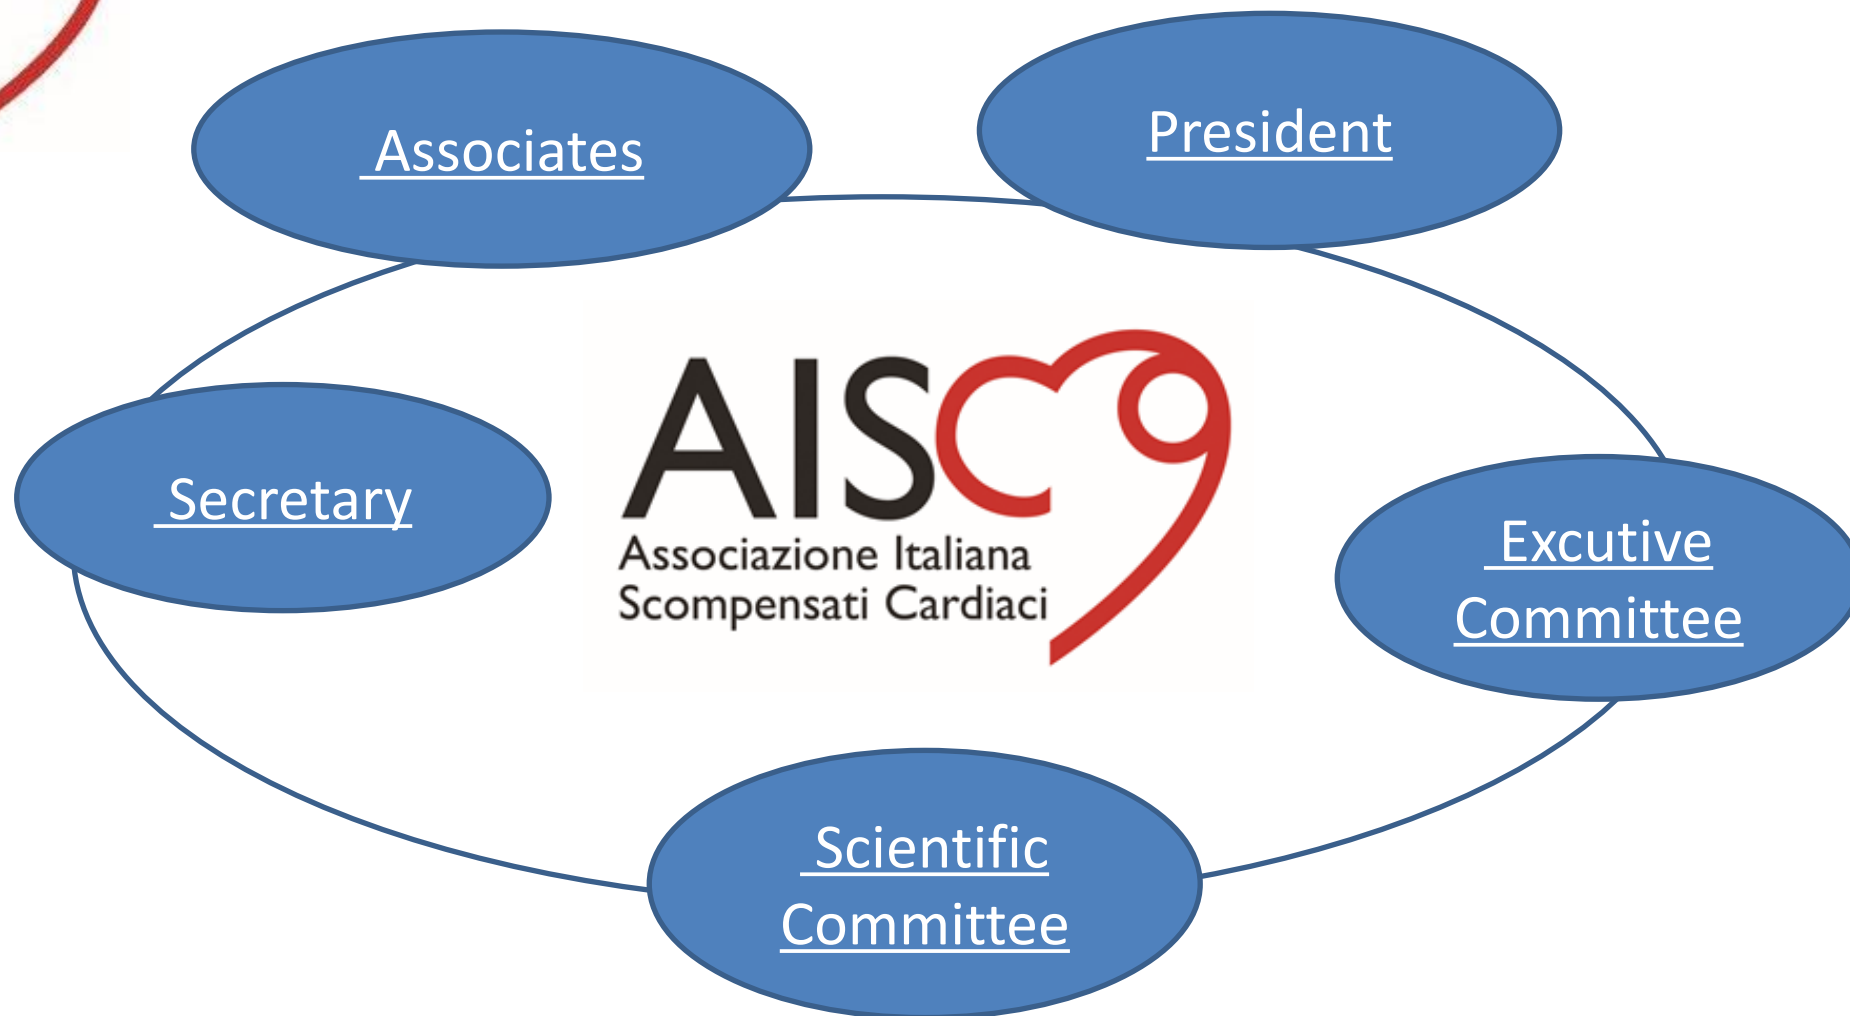 Associates
President
Secretary
AISC
Associazione Italiana
Scompensati Cardiaci
Excutive
Committee
Scientific
Committee